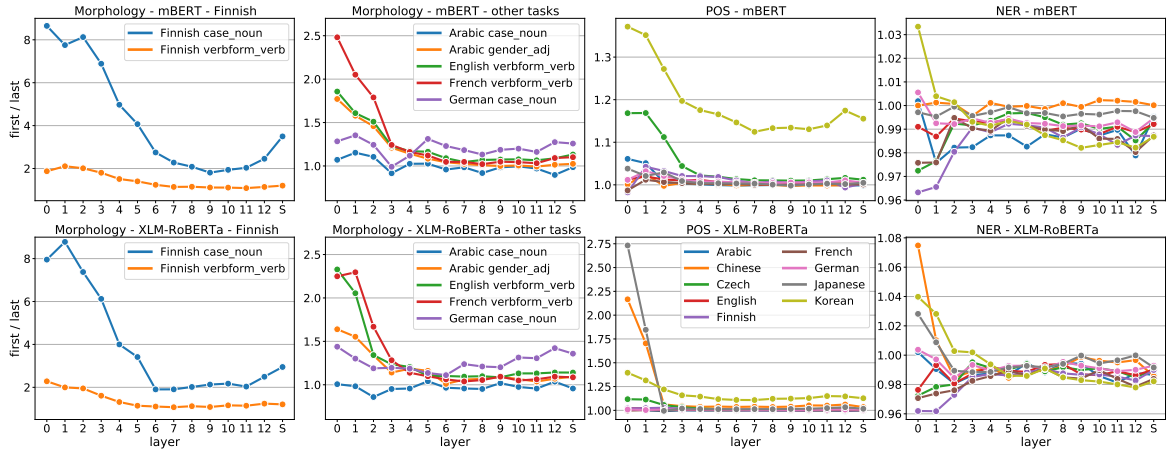 Morphology - mBERT - Finnish
first / last
8
6
4
2
Finnish case_noun
Finnish verbform_verb
0 1 2 3 4 5 6 7 8 9 10 11 12 S
Morphology - mBERT - other tasks
2.5
2.0
1.5
1.0
Arabic case_noun
Arabic gender_adj
English verbform_verb
French verbform_verb
German case_noun
0 1 2 3 4 5 6 7 8 9 10 11 12 S
POS - mBERT
1.3
1.2
1.1
1.0
0 1 2 3 4 5 6 7 8 9 10 11 12 S
NER - mBERT
1.03
1.02
1.01
1.00
0.99
0.98
0.97
0.96
0 1 2 3 4 5 6 7 8 9 10 11 12 S
Morphology - XLM-RoBERTa - Finnish
first / last
8
6
4
2
Finnish case_noun
Finnish verbform_verb
0 1 2 3 4 5 6 7 8 9 10 11 12 S
layer
Morphology - XLM-RoBERTa - other tasks
2.5
2.0
1.5
1.0
Arabic case_noun
Arabic gender_adj
English verbform_verb
French verbform_verb
German case_noun
0 1 2 3 4 5 6 7 8 9 10 11 12 S
layer
POS - XLM-RoBERTa
2.75
2.50
2.25
2.00
1.75
1.50
1.25
1.00
Arabic
Chinese
Czech
English
Finnish
French
German
Japanese
Korean
0 1 2 3 4 5 6 7 8 9 10 11 12 S
layer
NER - XLM-RoBERTa
1.08
1.06
1.04
1.02
1.00
0.98
0.96
0 1 2 3 4 5 6 7 8 9 10 11 12 S
layer